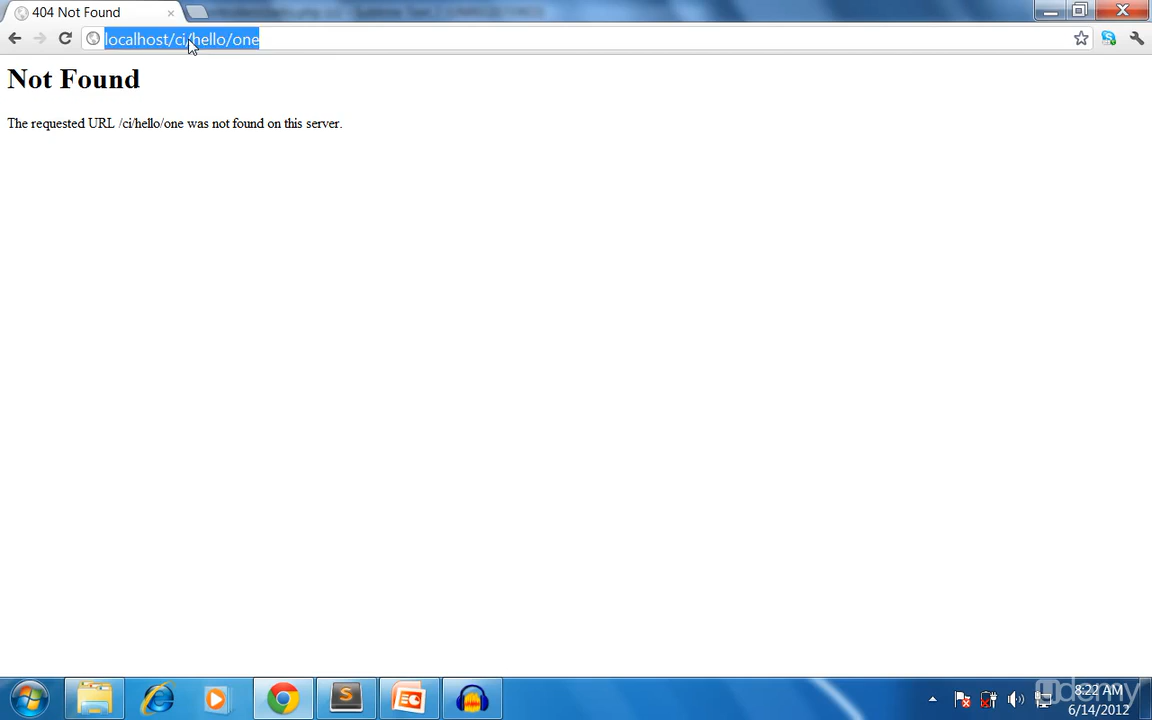 404 Not Found
localhost/ci/hello/one
Not Found
The requested URL /ci/hello/one was not found on this server.
8:22 AM
6/14/2012
udemy